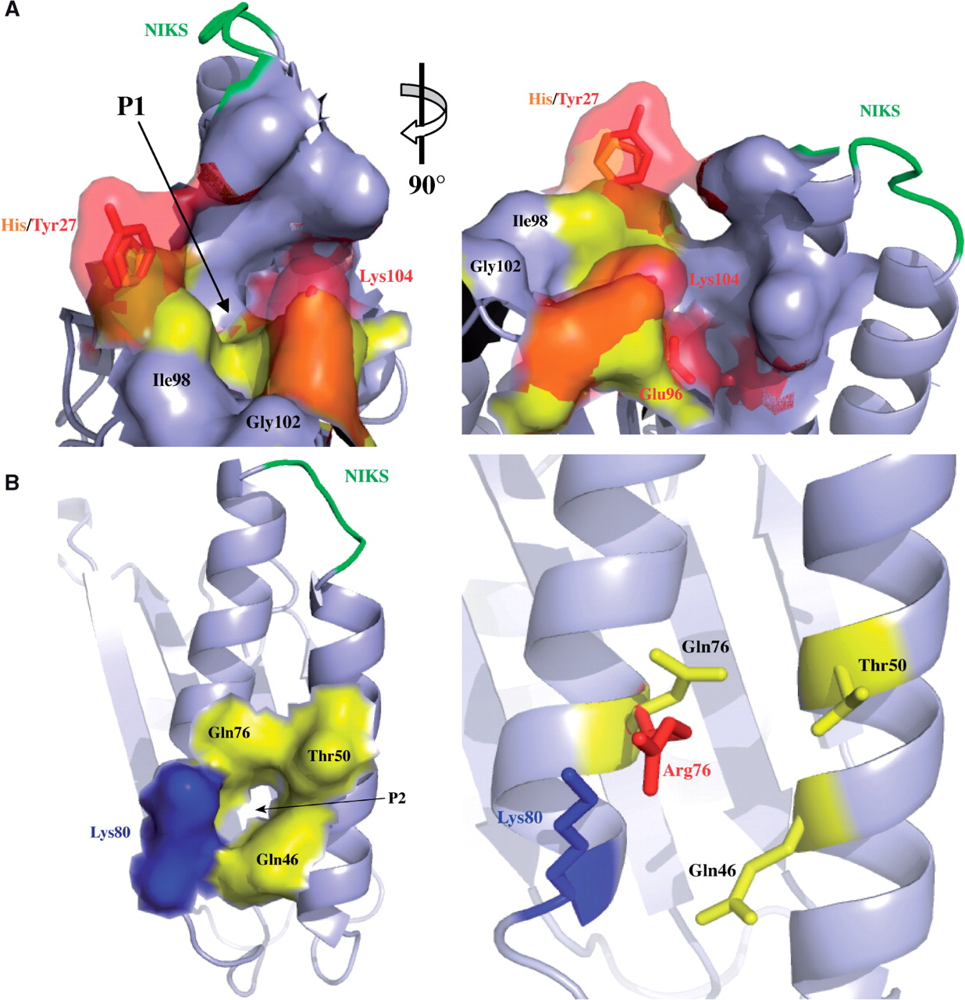 A
NIKS
P1
His/Tyr27
Lys104
Ile98
Gly102
90°
His/Tyr27
NIKS
Ile98
Gly102
Lys104
Glu96
B
NIKS
Gln76
Thr50
P2
Lys80
Gln46
Gln76
Thr50
Arg76
Lys80
Gln46